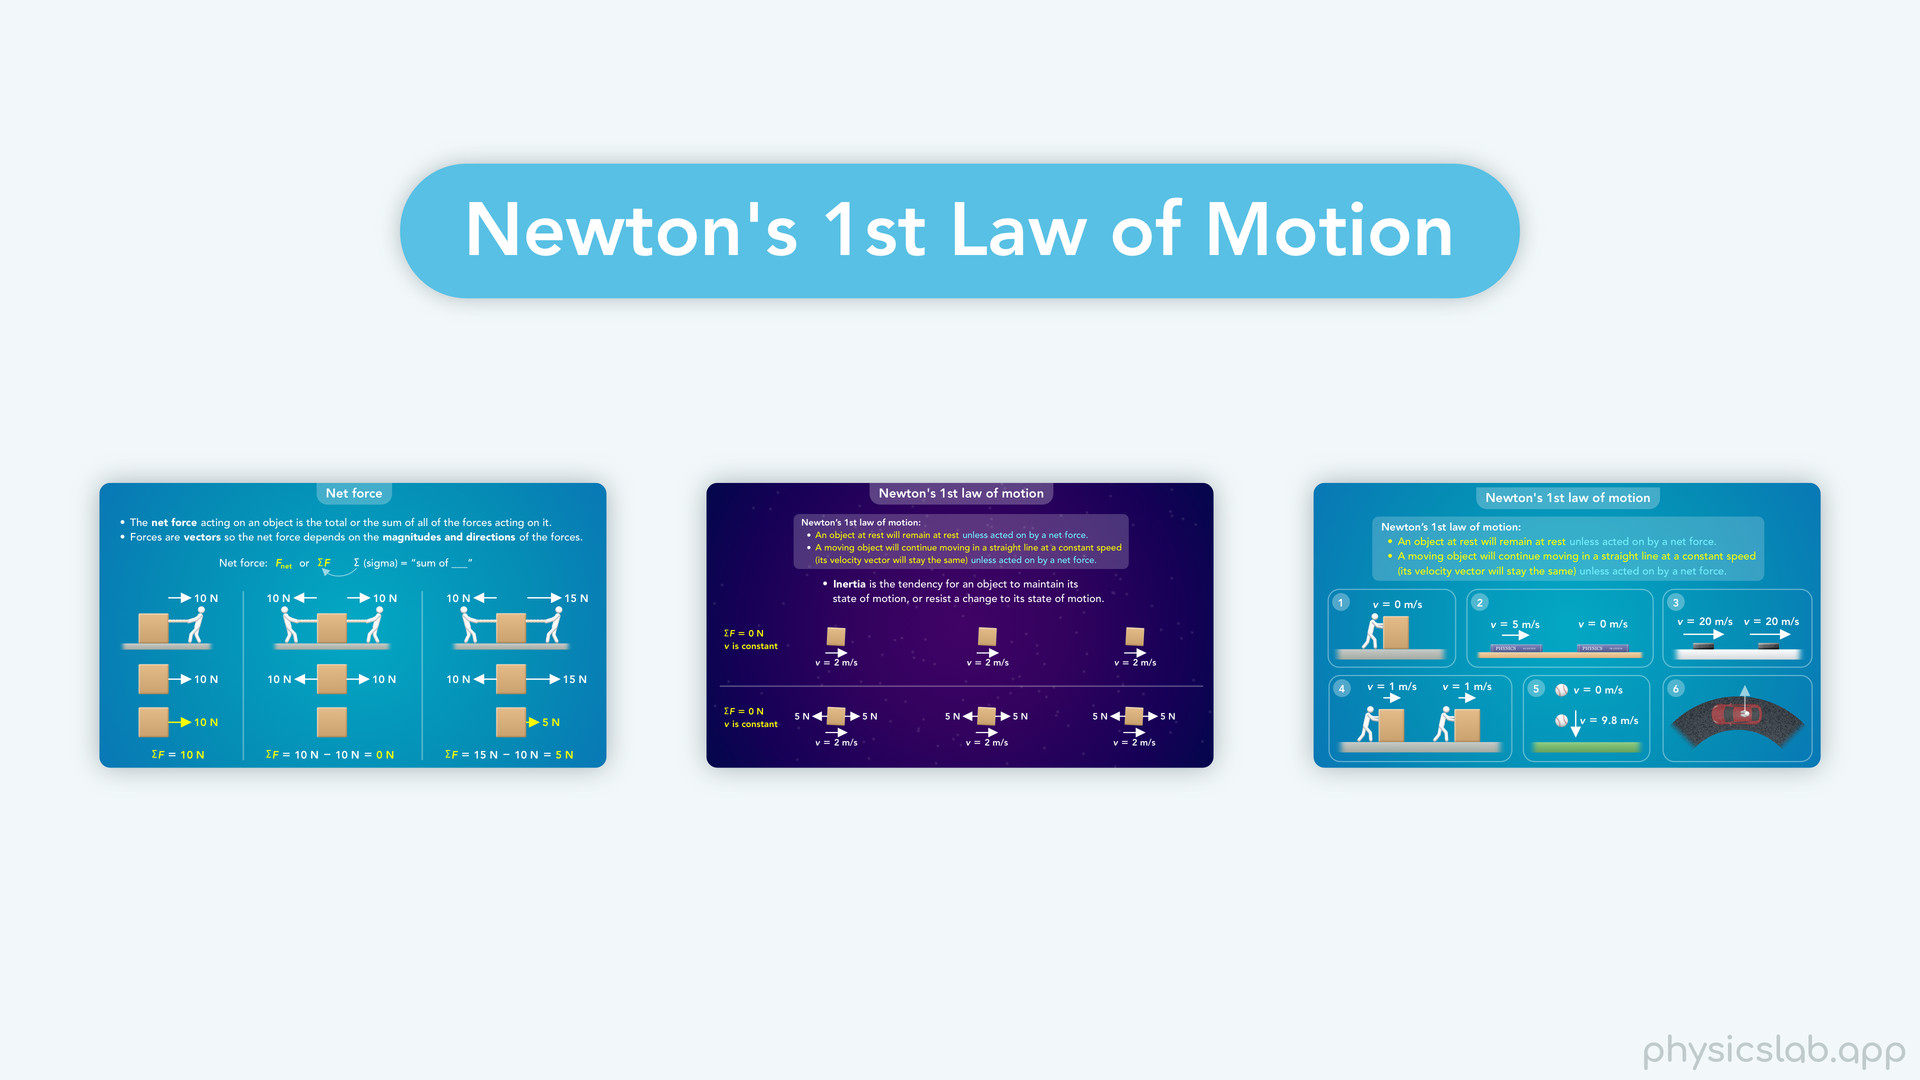 Newton's 1st Law of Motion
Net force
• The net force acting on an object is the total or the sum of all of the forces acting on it.
• Forces are vectors so the net force depends on the magnitudes and directions of the forces.
Net force: Fnet or ΣF Σ (sigma) = “sum of ___”
10 N
10 N 10 N
10 N 15 N
10 N
10 N 10 N
10 N 15 N
10 N
5 N
ΣF = 10 N
ΣF = 10 N − 10 N = 0 N
ΣF = 15 N − 10 N = 5 N
Newton's 1st law of motion
Newton’s 1st law of motion:
• An object at rest will remain at rest unless acted on by a net force.
• A moving object will continue moving in a straight line at a constant speed
(its velocity vector will stay the same) unless acted on by a net force.
• Inertia is the tendency for an object to maintain its
state of motion, or resist a change to its state of motion.
ΣF = 0 N
v is constant
v = 2 m/s v = 2 m/s v = 2 m/s
ΣF = 0 N
v is constant
5 N 5 N 5 N 5 N 5 N 5 N
v = 2 m/s v = 2 m/s v = 2 m/s
Newton's 1st law of motion
Newton’s 1st law of motion:
• An object at rest will remain at rest unless acted on by a net force.
• A moving object will continue moving in a straight line at a constant speed
(its velocity vector will stay the same) unless acted on by a net force.
1
v = 0 m/s
2
v = 5 m/s v = 0 m/s
PHYSICS PHYSICS
3
v = 20 m/s v = 20 m/s
4
v = 1 m/s v = 1 m/s
5
v = 0 m/s
v = 9.8 m/s
6
physicslab.app